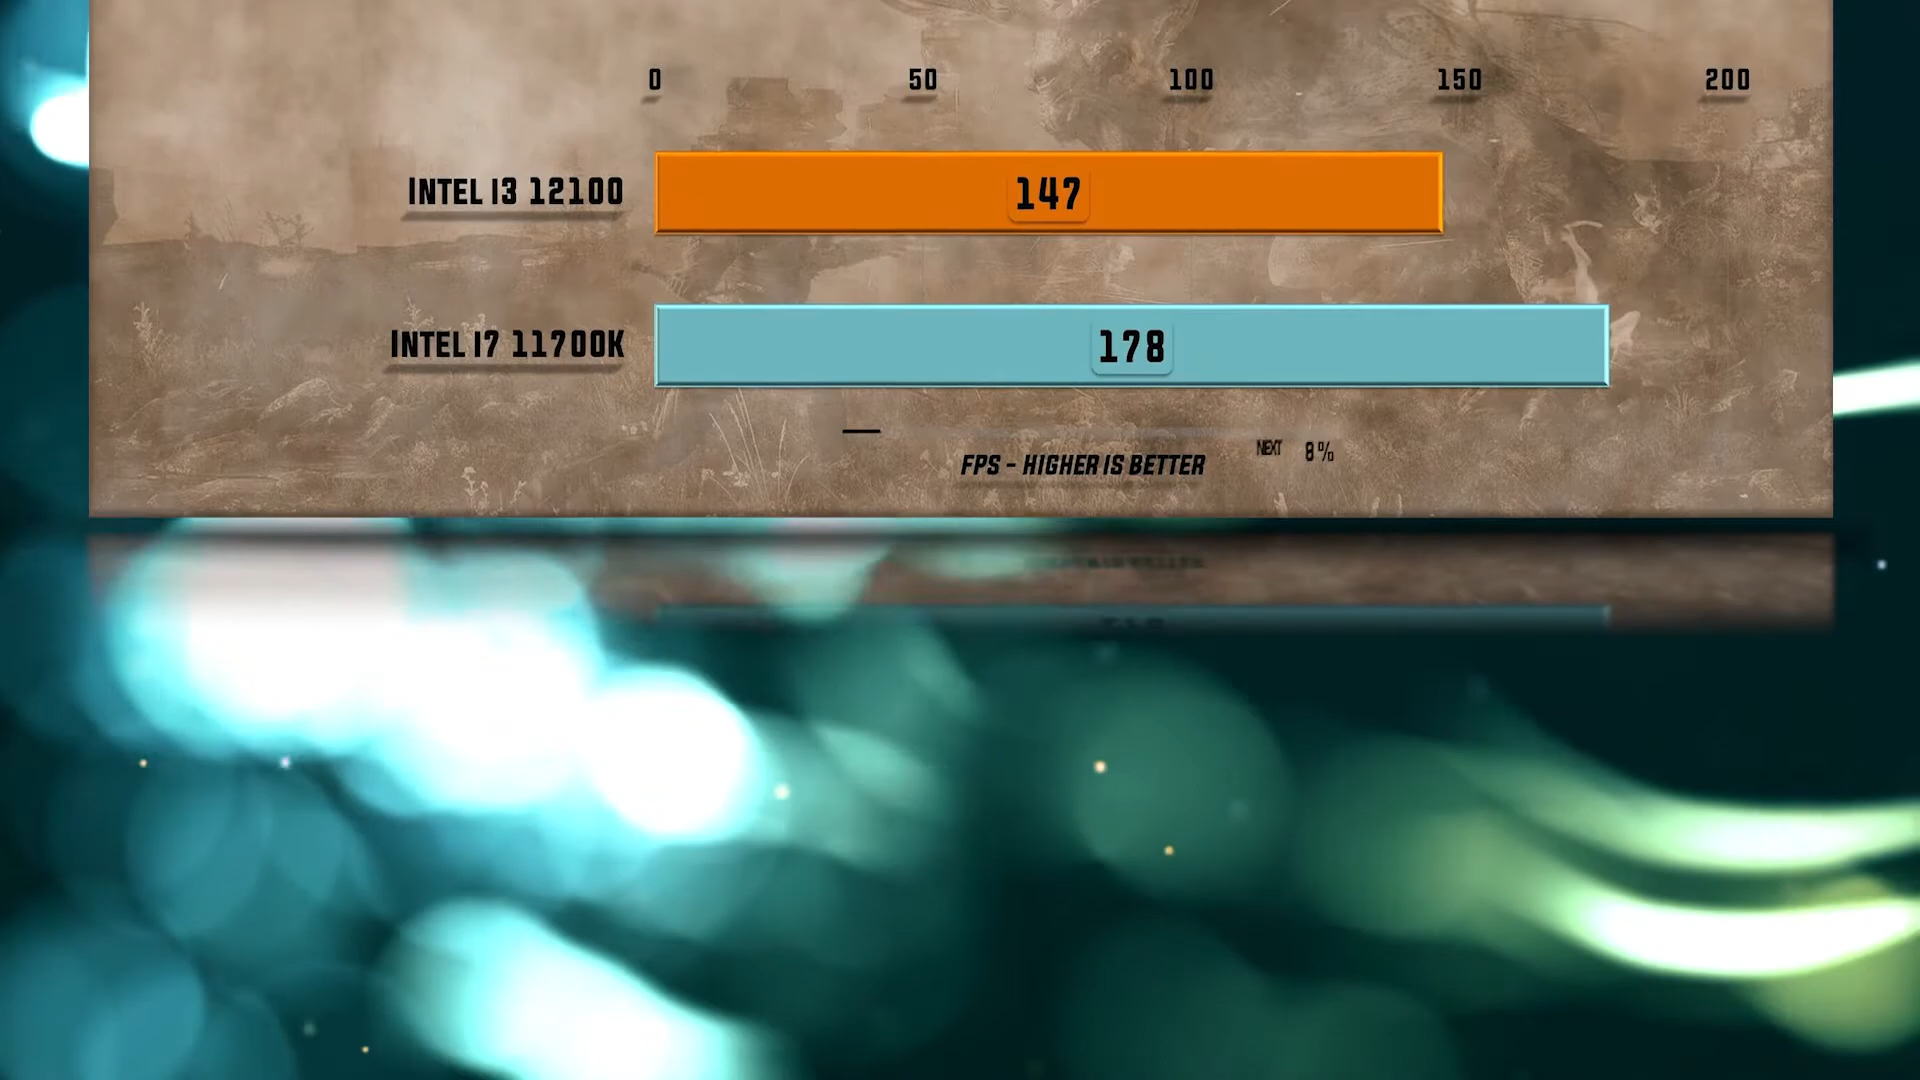 0 50 100 150 200
INTEL I3 12100 147
INTEL I7 11700K 178
NEXT 8%
FPS - HIGHER IS BETTER